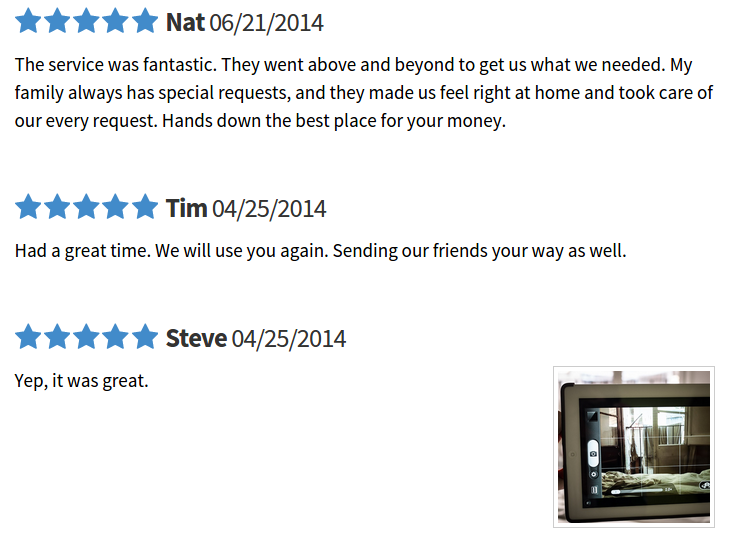 Nat 06/21/2014
The service was fantastic. They went above and beyond to get us what we needed. My
family always has special requests, and they made us feel right at home and took care of
our every request. Hands down the best place for your money.
Tim 04/25/2014
Had a great time. We will use you again. Sending our friends your way as well.
Steve 04/25/2014
Yep, it was great.